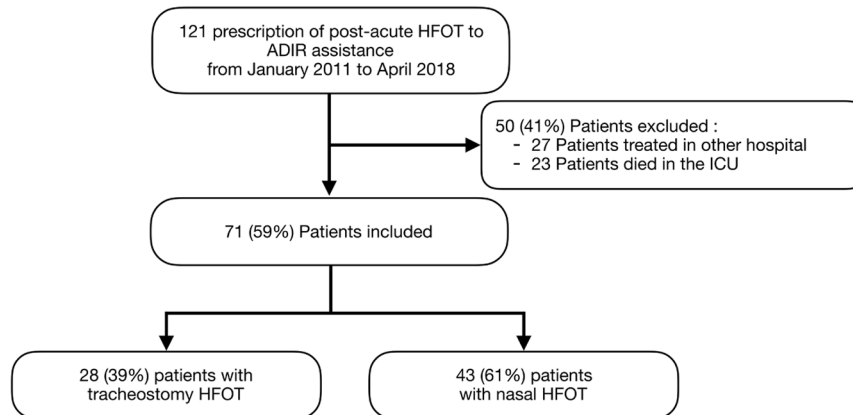 121 prescription of post-acute HFOT to
ADIR assistance
from January 2011 to April 2018
50 (41%) Patients excluded :
- 27 Patients treated in other hospital
- 23 Patients died in the ICU
71 (59%) Patients included
28 (39%) patients with
tracheostomy HFOT
43 (61%) patients
with nasal HFOT